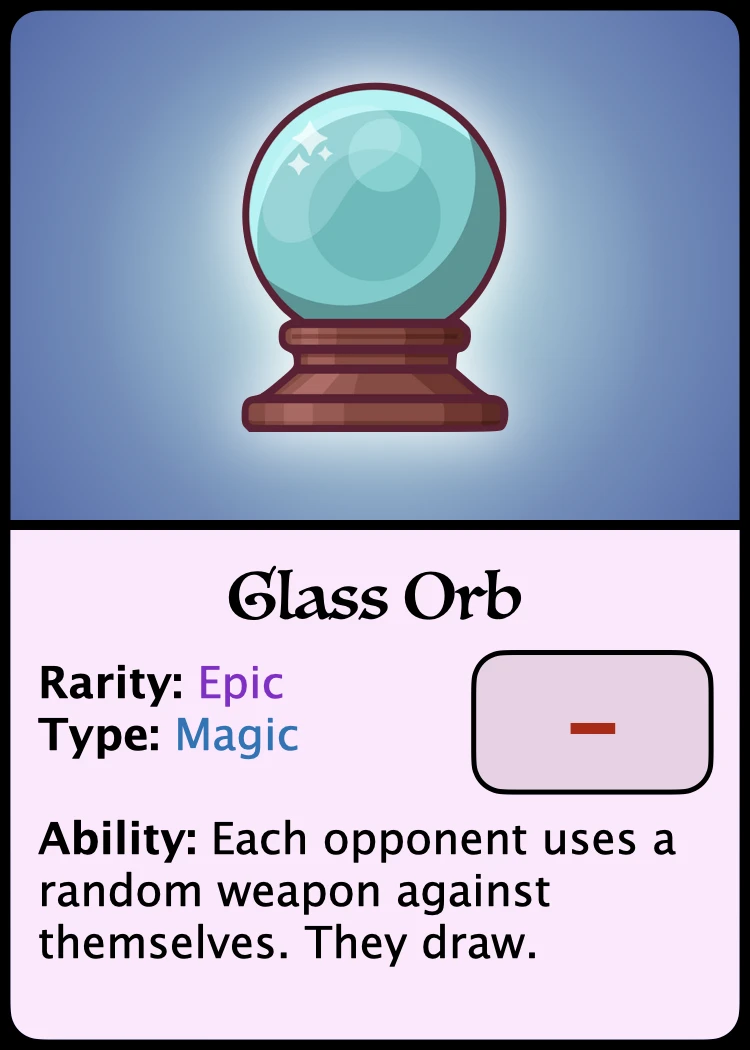 Glass Orb
Rarity: Epic
Type: Magic
–
Ability: Each opponent uses a
random weapon against
themselves. They draw.